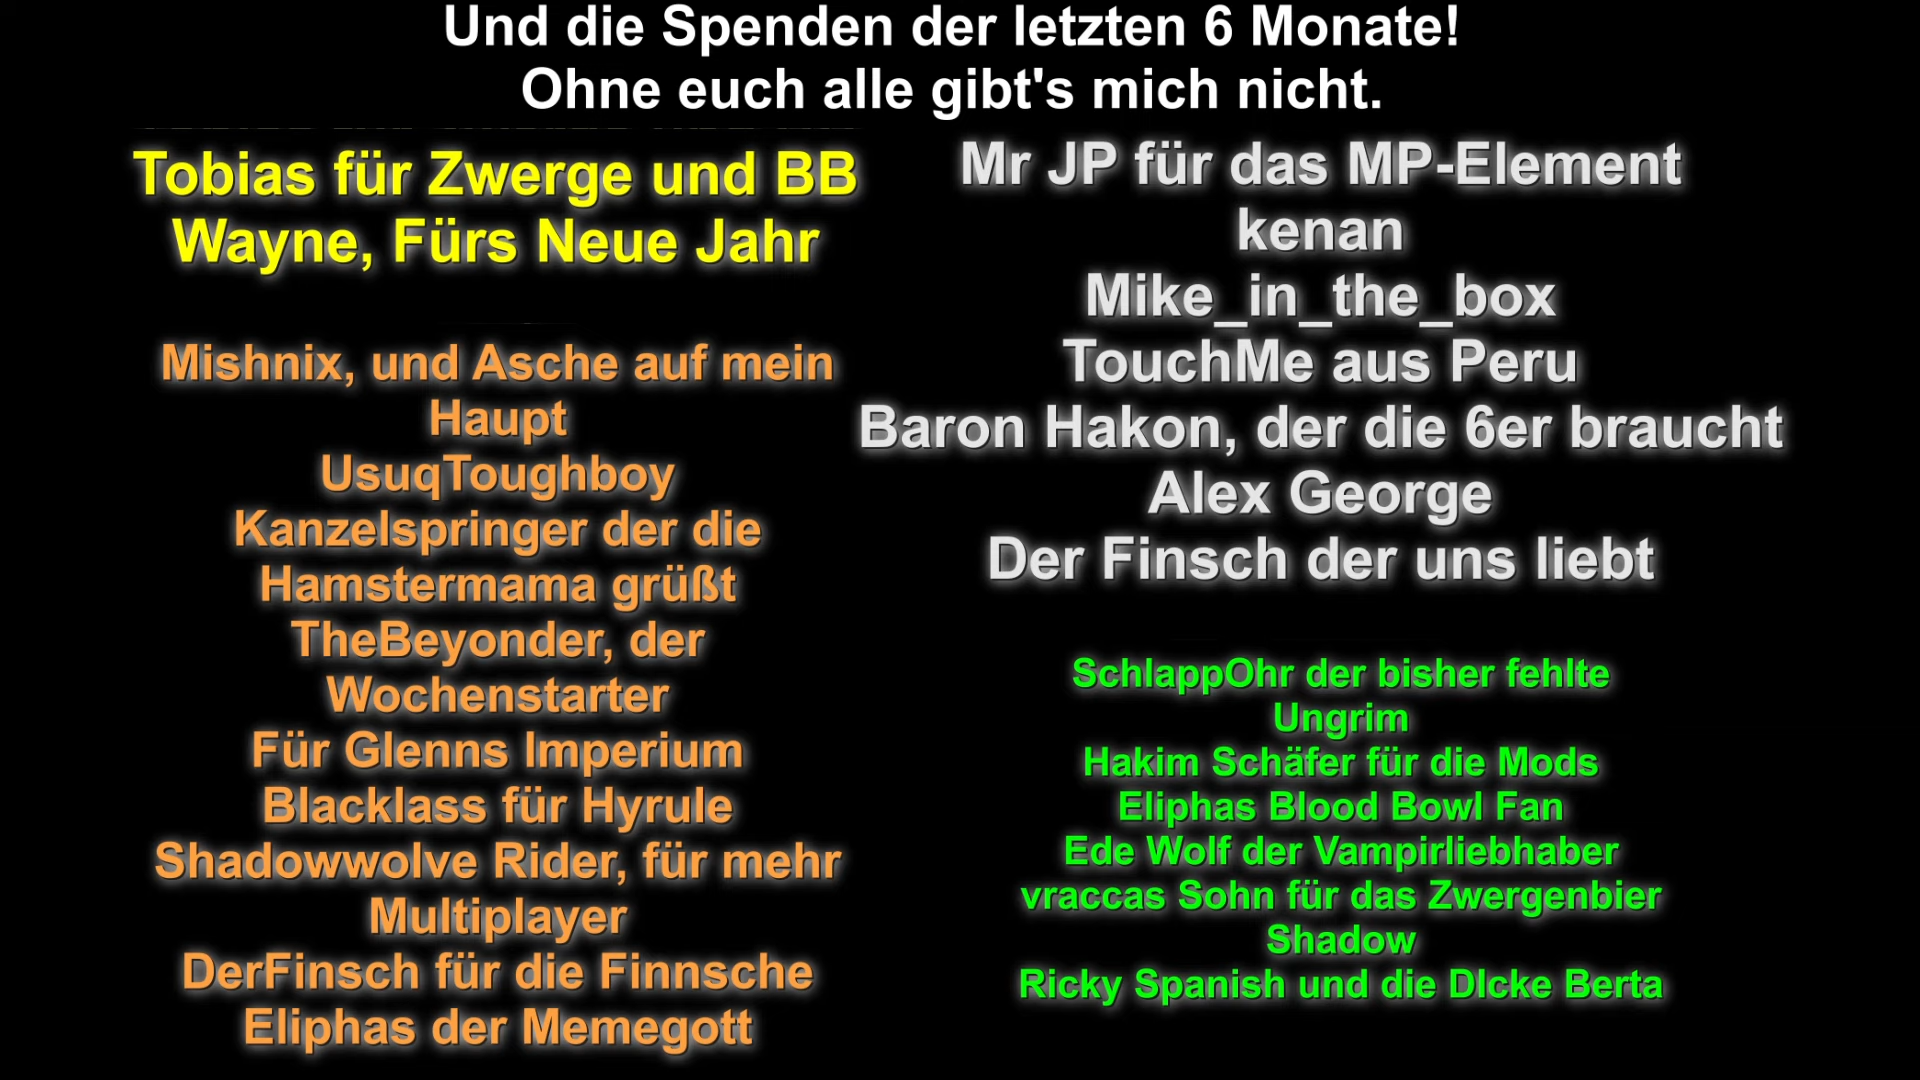 Und die Spenden der letzten 6 Monate!
Ohne euch alle gibt's mich nicht.
Tobias für Zwerge und BB
Wayne, Fürs Neue Jahr
Mishnix, und Asche auf mein
Haupt
UsuqToughboy
Kanzelspringer der die
Hamstermama grüßt
TheBeyonder, der
Wochenstarter
Für Glenns Imperium
Blacklass für Hyrule
Shadowwolve Rider, für mehr
Multiplayer
DerFinsch für die Finnsche
Eliphas der Memegott
Mr JP für das MP-Element
kenan
Mike_in_the_box
TouchMe aus Peru
Baron Hakon, der die 6er braucht
Alex George
Der Finsch der uns liebt
SchlappOhr der bisher fehlte
Ungrim
Hakim Schäfer für die Mods
Eliphas Blood Bowl Fan
Ede Wolf der Vampirliebhaber
vraccas Sohn für das Zwergenbier
Shadow
Ricky Spanish und die DIcke Berta